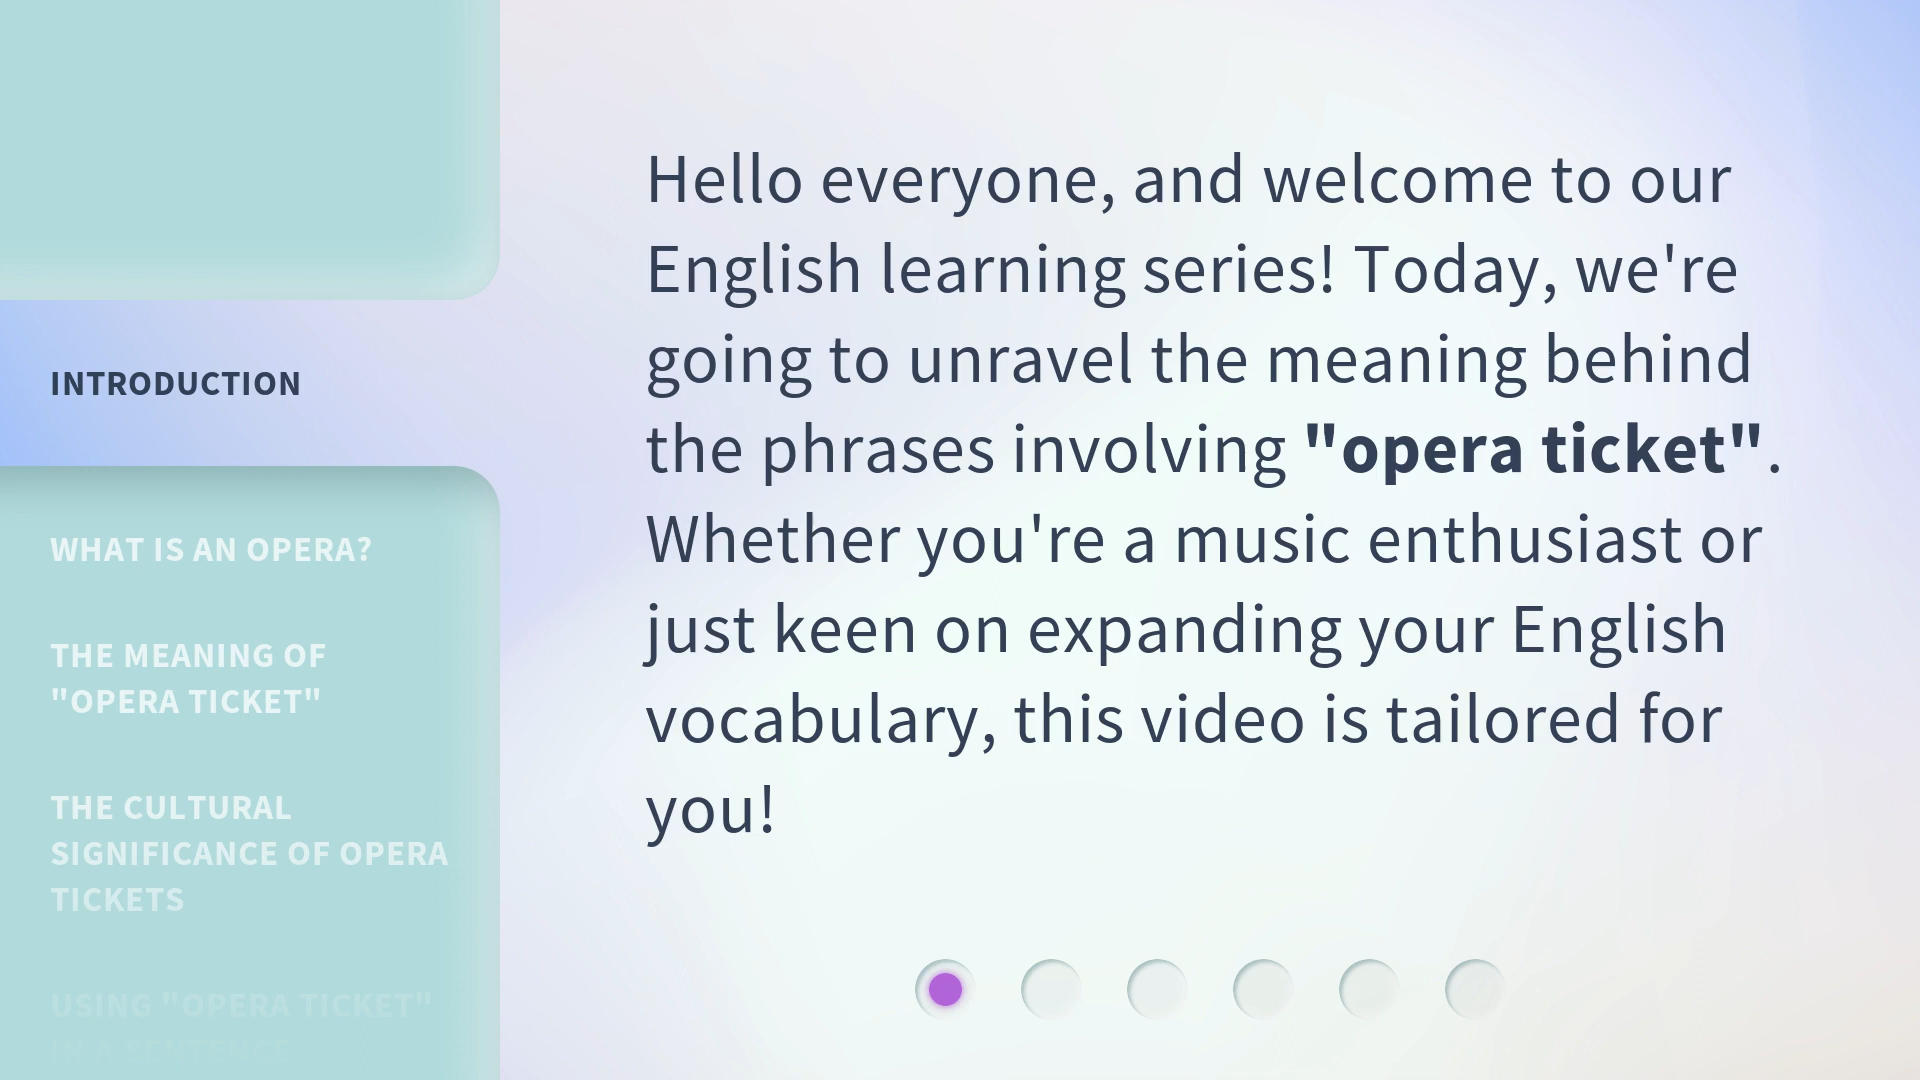 INTRODUCTION
WHAT IS AN OPERA?
THE MEANING OF
"OPERA TICKET"
THE CULTURAL
SIGNIFICANCE OF OPERA
TICKETS
USING "OPERA TICKET"
IN A SENTENCE
Hello everyone, and welcome to our
English learning series! Today, we're
going to unravel the meaning behind
the phrases involving "opera ticket".
Whether you're a music enthusiast or
just keen on expanding your English
vocabulary, this video is tailored for
you!